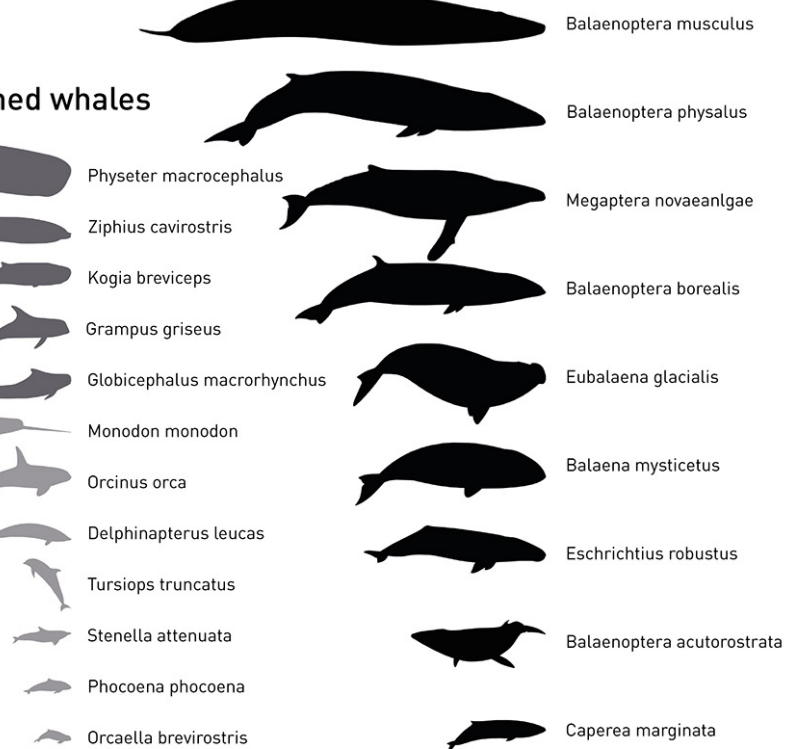 ned whales
Physeter macrocephalus
Ziphius cavirostris
Kogia breviceps
Grampus griseus
Globicephalus macrorhynchus
Monodon monodon
Orcinus orca
Delphinapterus leucas
Tursiops truncatus
Stenella attenuata
Phocoena phocoena
Orcaella brevirostris
Balaenoptera musculus
Balaenoptera physalus
Megaptera novaeanlgae
Balaenoptera borealis
Eubalaena glacialis
Balaena mysticetus
Eschrichtius robustus
Balaenoptera acutorostrata
Caperea marginata